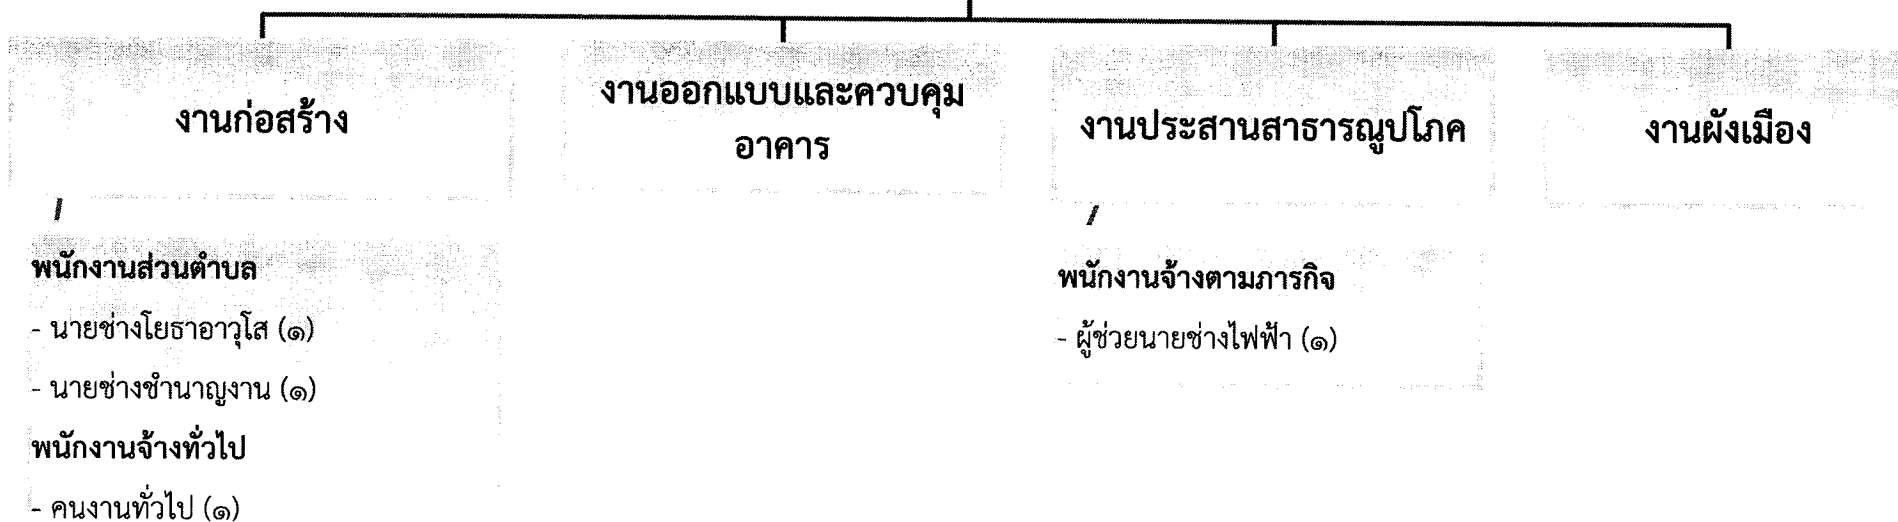 งานก่อสร้าง
งานออกแบบและควบคุม
อาคาร
งานประสานสาธารณูปโภค
งานผังเมือง
พนักงานส่วนตำบล
- นายช่างโยธาอาวุโส (๑)
- นายช่างชำนาญงาน (๑)
พนักงานจ้างทั่วไป
- คนงานทั่วไป (๑)
พนักงานจ้างตามภารกิจ
- ผู้ช่วยนายช่างไฟฟ้า (๑)